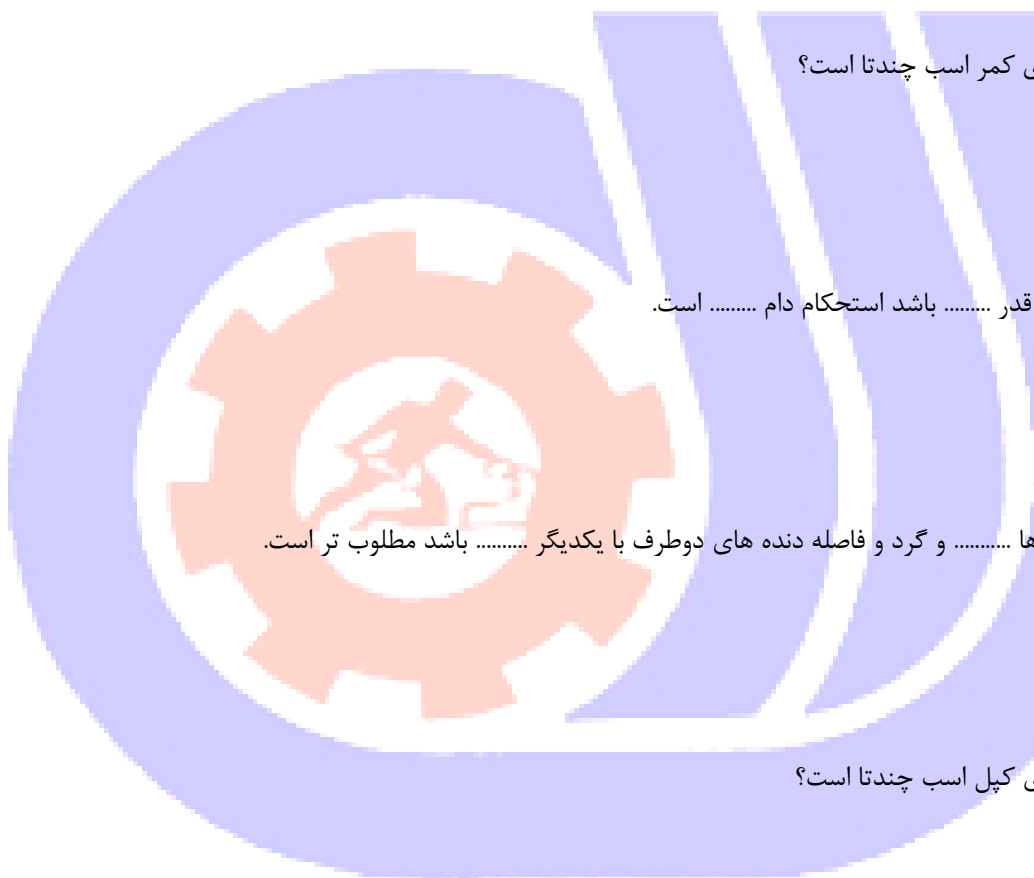 کمر اسب چندتا است؟
قدر ......... باشد استحکام دام ......... است.
ها .......... و گرد و فاصله دنده های دوطرف با یکدیگر .......... باشد مطلوب تر است.
کپل اسب چندتا است؟